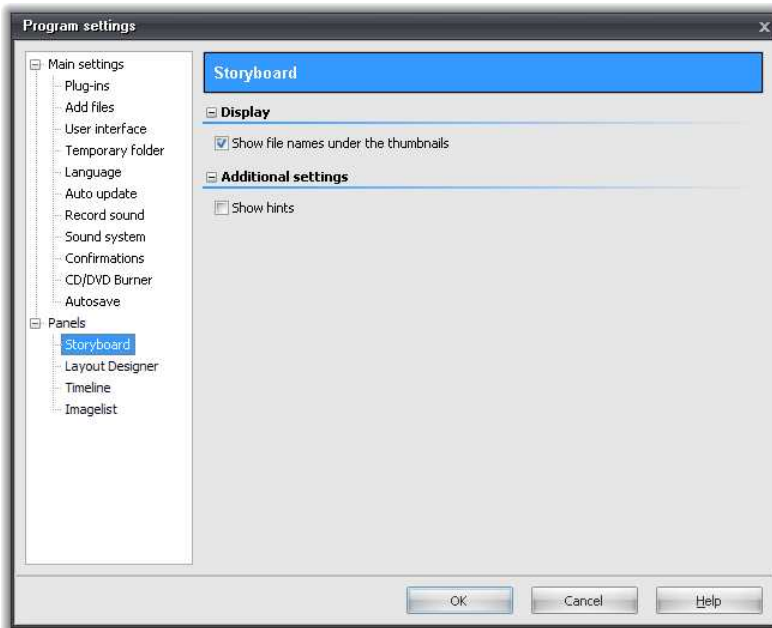 Program settings
x
Main settings
Plug-ins
Add files
User interface
Temporary folder
Language
Auto update
Record sound
Sound system
Confirmations
CD/DVD Burner
Autosave
Panels
Storyboard
Layout Designer
Timeline
Imagelist
Storyboard
Display
Show file names under the thumbnails
Additional settings
Show hints
OK
Cancel
Help